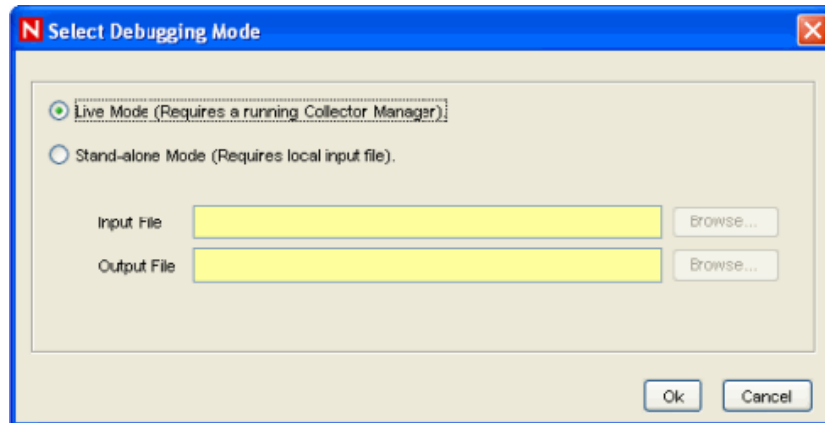 N Select Debugging Mode
Live Mode (Requires a running Collector Manager).
Stand-alone Mode (Requires local input file).
Input File Browse...
Output File Browse...
Ok Cancel